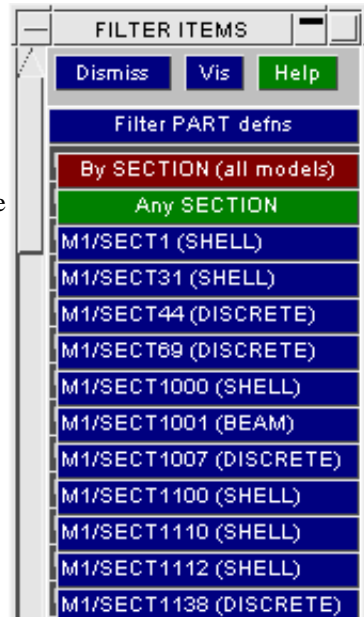 FILTER ITEMS
Dismiss Vis Help
Filter PART defns
By SECTION (all models)
e
Any SECTION
M1/SECT1 (SHELL)
M1/SECT31 (SHELL)
M1/SECT44 (DISCRETE)
M1/SECT69 (DISCRETE)
M1/SECT1000 (SHELL)
M1/SECT1001 (BEAM)
M1/SECT1007 (DISCRETE)
M1/SECT1100 (SHELL)
M1/SECT1110 (SHELL)
M1/SECT1112 (SHELL)
M1/SECT1138 (DISCRETE)